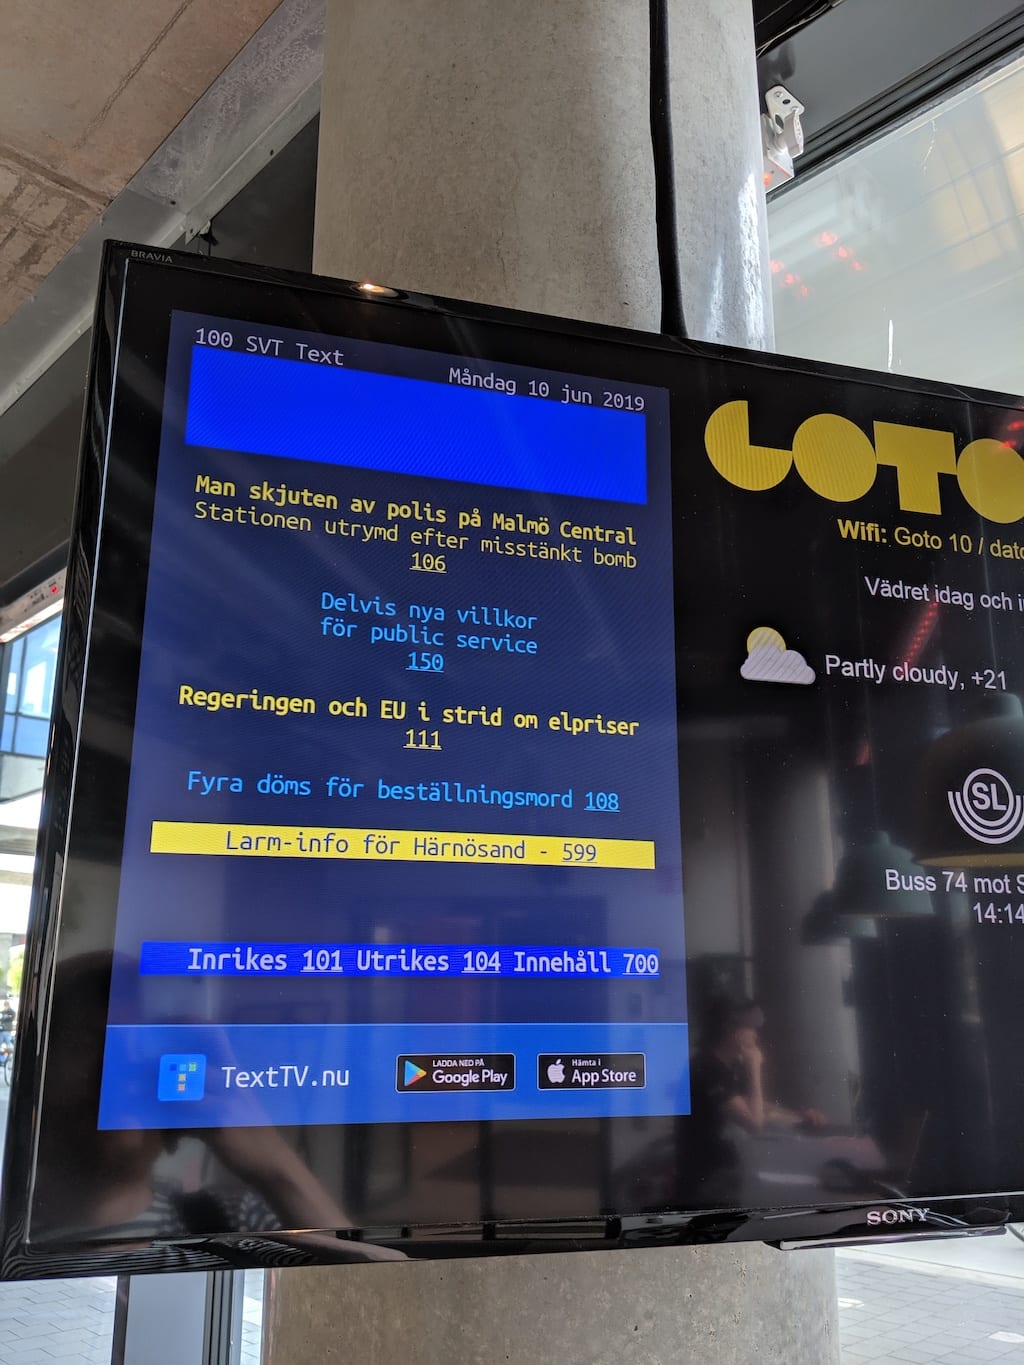 BRAVIA
100 SVT Text
Måndag 10 jun 2019
Man skjuten av polis på Malmö Central
Stationen utrymd efter misstänkt bomb
106
Delvis nya villkor
för public service
150
Regeringen och EU i strid om elpriser
111
Fyra döms för beställningsmord 108
Larm-info för Härnösand - 599
Inrikes 101 Utrikes 104 Innehåll 700
TextTV.nu
LADDA NED PÅ
Google Play
Hämta i
App Store
GOTO
Wifi: Goto 10 /
Vädret idag och
Partly cloudy, +21
SL
Buss 74 mot S
14:14
SONY